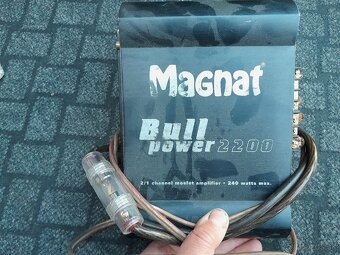 Magnat
Bull
power 2200
2/1 channel mosfet amplifier • 240 watts max.